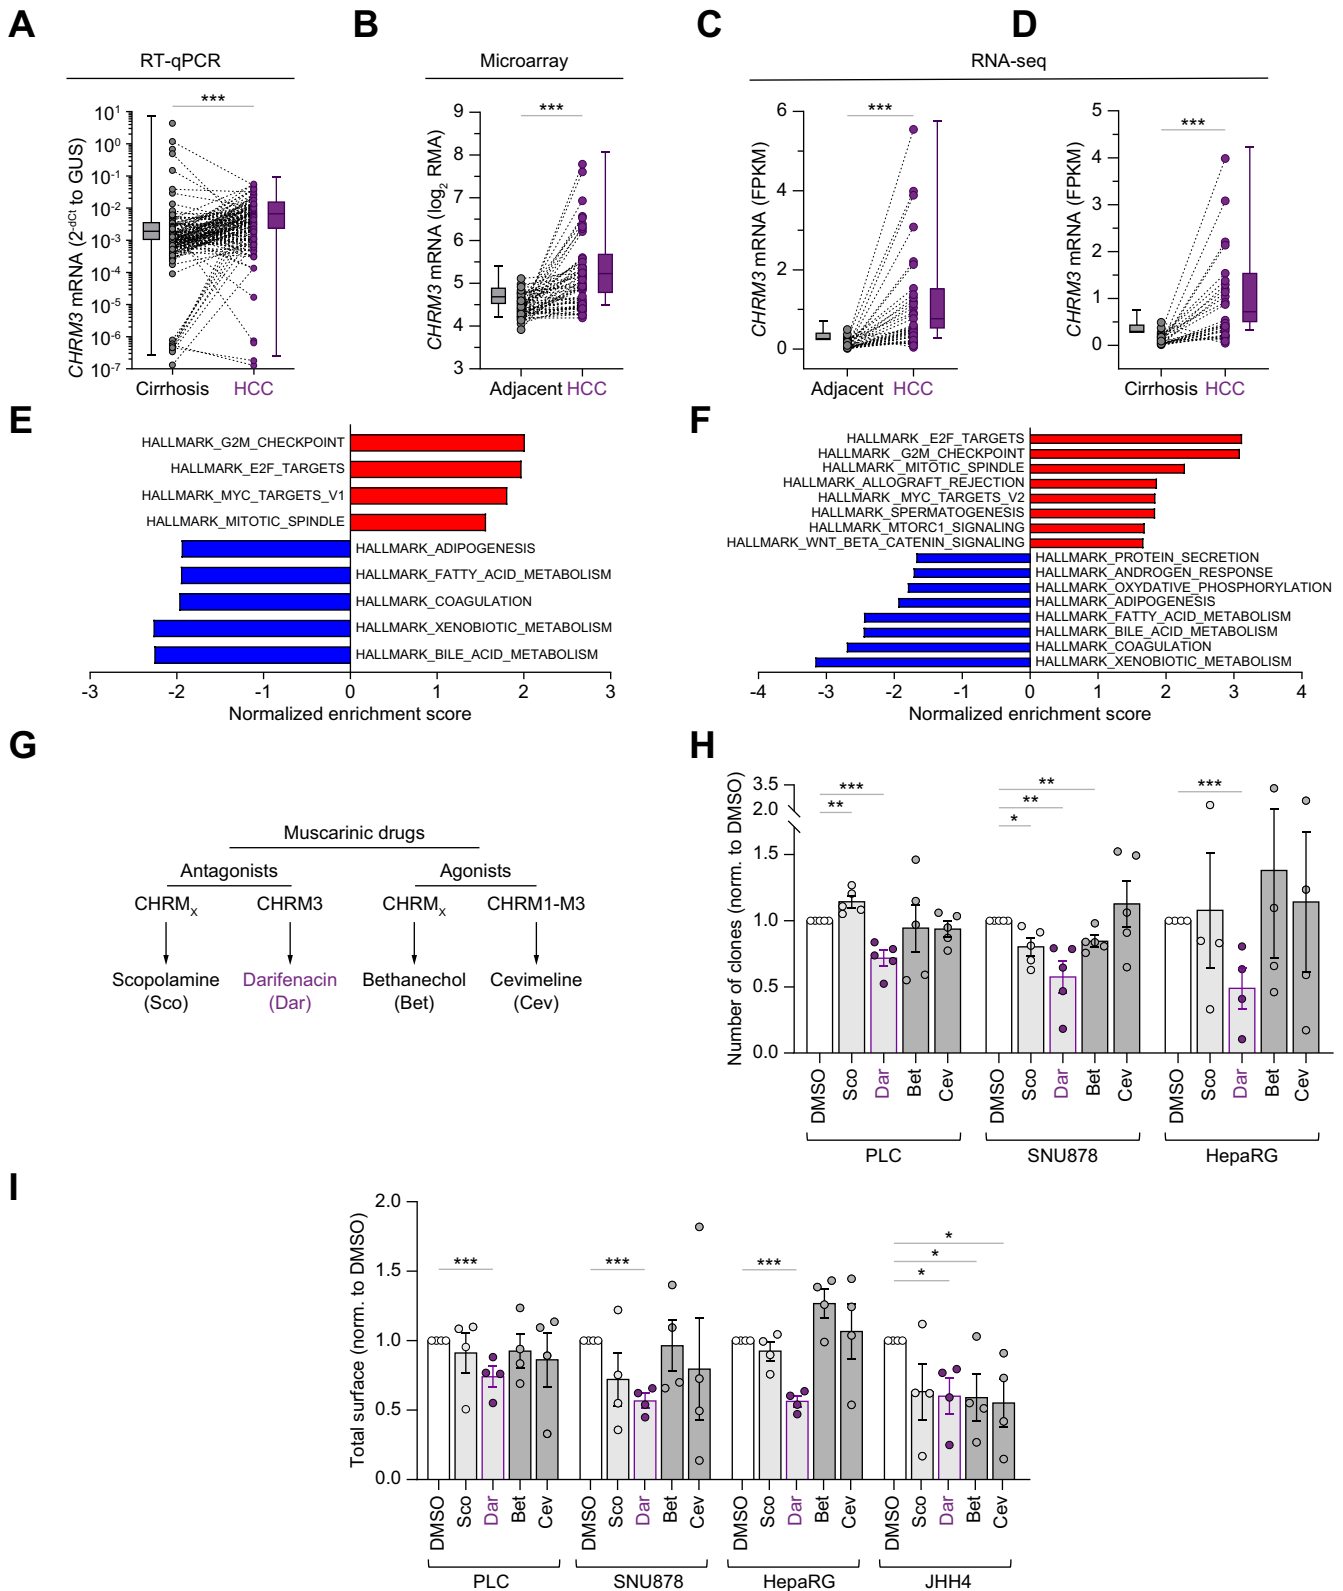 A
B
C
D
RT-qPCR
Microarray
RNA-seq
***
***
***
***
CHRM3 mRNA (2^-dCt to GUS)
10^1
10^0
10^-1
10^-2
10^-3
10^-4
10^-5
10^-6
10^-7
Cirrhosis HCC
CHRM3 mRNA (log2 RMA)
9
8
7
6
5
4
3
Adjacent HCC
CHRM3 mRNA (FPKM)
6
4
2
0
Adjacent HCC
CHRM3 mRNA (FPKM)
5
4
3
2
1
0
Cirrhosis HCC
E
HALLMARK_G2M_CHECKPOINT
HALLMARK_E2F_TARGETS
HALLMARK_MYC_TARGETS_V1
HALLMARK_MITOTIC_SPINDLE
HALLMARK_ADIPOGENESIS
HALLMARK_FATTY_ACID_METABOLISM
HALLMARK_COAGULATION
HALLMARK_XENOBIOTIC_METABOLISM
HALLMARK_BILE_ACID_METABOLISM
-3 -2 -1 0 1 2 3
Normalized enrichment score
F
HALLMARK _E2F_TARGETS
HALLMARK _G2M_CHECKPOINT
HALLMARK _MITOTIC_SPINDLE
HALLMARK_ALLOGRAFT_REJECTION
HALLMARK_MYC_TARGETS_V2
HALLMARK_SPERMATOGENESIS
HALLMARK_MTORC1_SIGNALING
HALLMARK_WNT_BETA_CATENIN_SIGNALING
HALLMARK_PROTEIN_SECRETION
HALLMARK_ANDROGEN_RESPONSE
HALLMARK_OXYDATIVE_PHOSPHORYLATION
HALLMARK_ADIPOGENESIS
HALLMARK_FATTY_ACID_METABOLISM
HALLMARK_BILE_ACID_METABOLISM
HALLMARK_COAGULATION
HALLMARK_XENOBIOTIC_METABOLISM
-4 -3 -2 -1 0 1 2 3 4
Normalized enrichment score
G
Muscarinic drugs
Antagonists Agonists
CHRMX CHRM3 CHRMX CHRM1-M3
Scopolamine Darifenacin Bethanechol Cevimeline
(Sco) (Dar) (Bet) (Cev)
H
Number of clones (norm. to DMSO)
3.5
2.0
1.5
1.0
0.5
0.0
*** ** ** ** * ***
DMSO Sco Dar Bet Cev DMSO Sco Dar Bet Cev DMSO Sco Dar Bet Cev
PLC SNU878 HepaRG
I
Total surface (norm. to DMSO)
2.0
1.5
1.0
0.5
0.0
*** *** *** * * *
DMSO Sco Dar Bet Cev DMSO Sco Dar Bet Cev DMSO Sco Dar Bet Cev DMSO Sco Dar Bet Cev
PLC SNU878 HepaRG JHH4